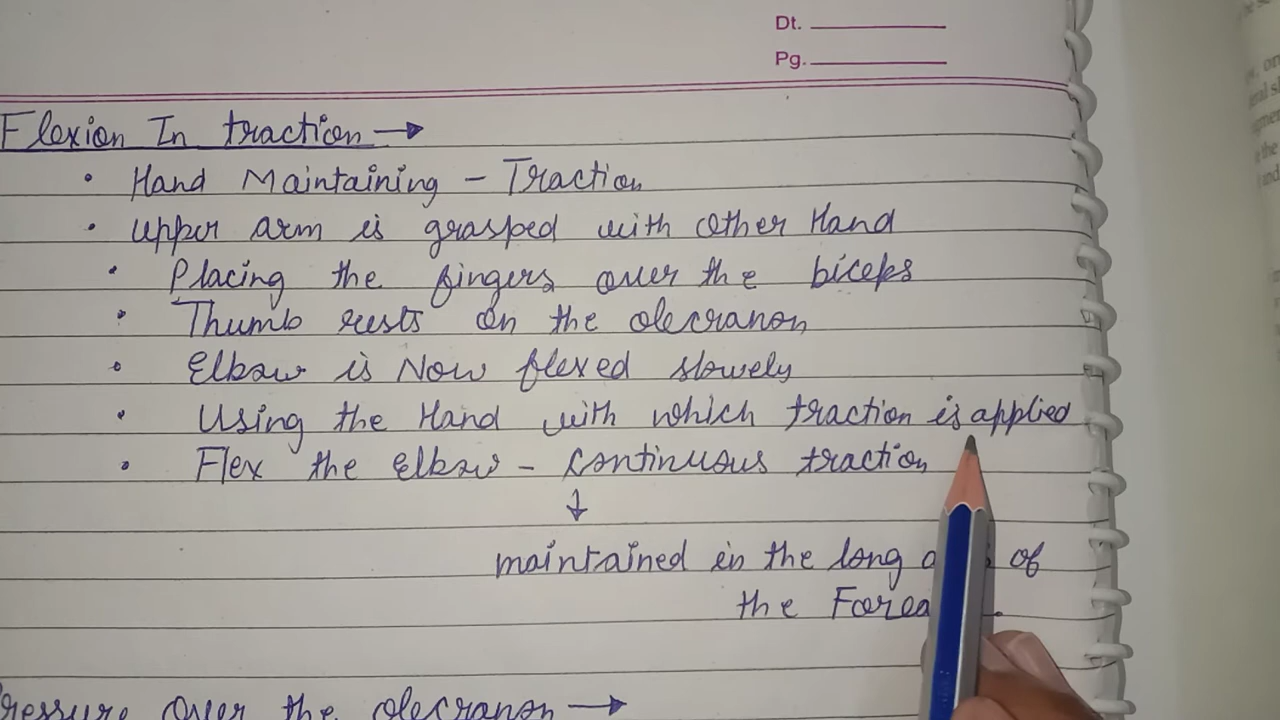 Dt.
Pg.
Flexion In traction →
• Hand Maintaining - Traction
• upper arm is grasped with other Hand
• Placing the fingers over the biceps
• Thumb rests on the olecranon
• Elbow is Now flexed slowely
• Using the Hand with which traction is applied
• Flex the Elbow - continuous traction
↓
maintained in the long of
the
over the olecranon →